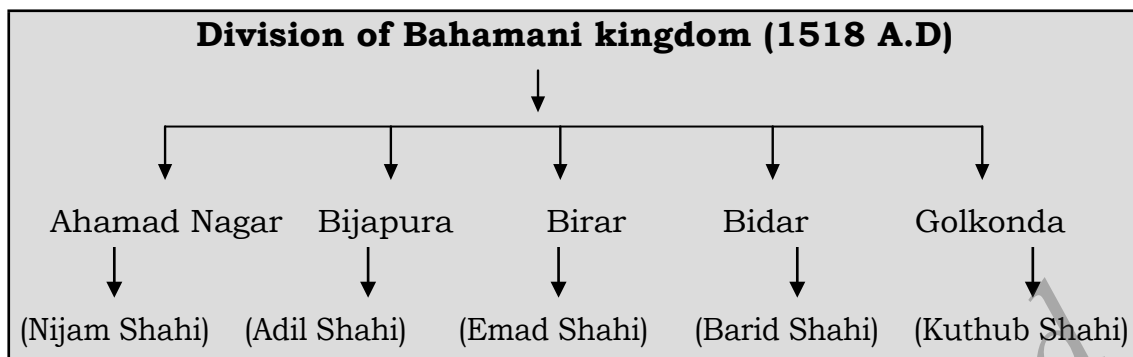 Division of Bahamani kingdom (1518 A.D)
Ahamad Nagar Bijapura Birar Bidar Golkonda
(Nijam Shahi) (Adil Shahi) (Emad Shahi) (Barid Shahi) (Kuthub Shahi)